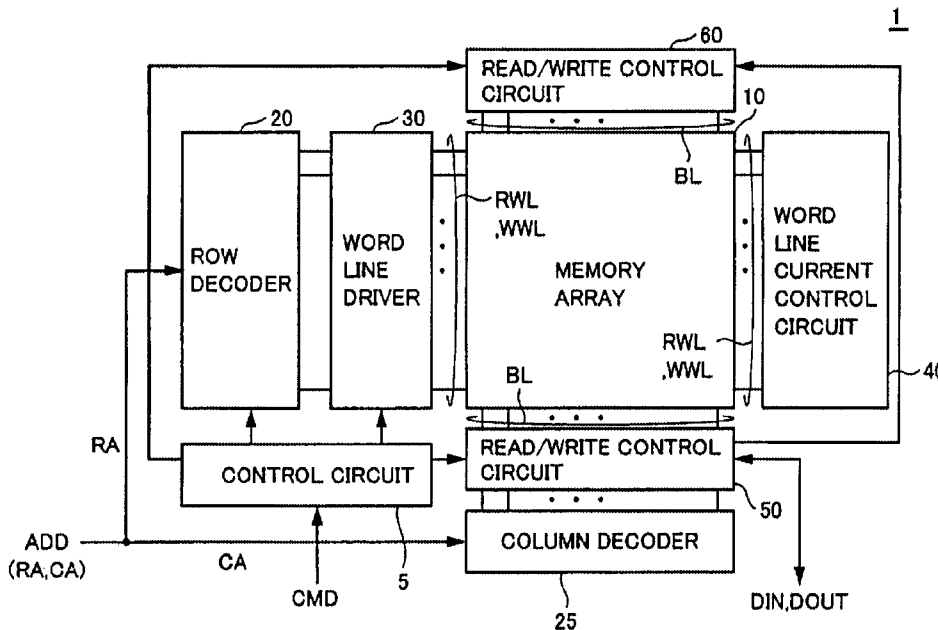 1
60
READ/WRITE CONTROL
CIRCUIT
20
30
10
BL
RWL
,WWL
ROW
DECODER
WORD
LINE
DRIVER
MEMORY
ARRAY
WORD
LINE
CURRENT
CONTROL
CIRCUIT
RWL
,WWL
40
BL
RA
CONTROL CIRCUIT
READ/WRITE CONTROL
CIRCUIT
50
ADD
(RA,CA)
CA
CMD
5
COLUMN DECODER
25
DIN,DOUT